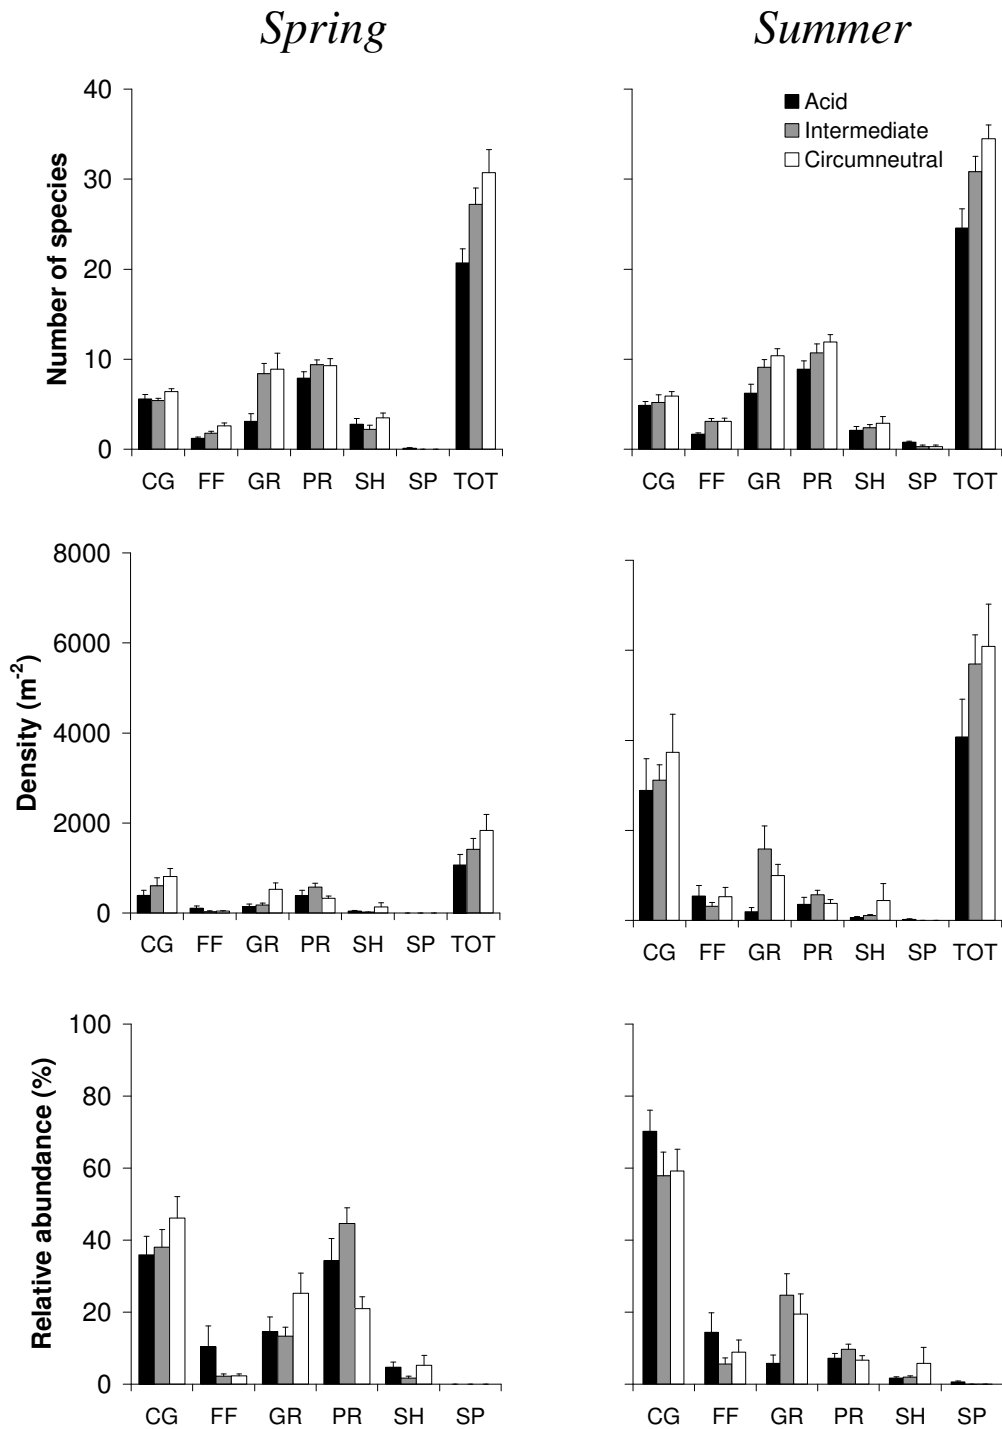 Spring
Summer
Number of species
40
30
20
10
0
CG FF GR PR SH SP TOT
Acid
Intermediate
Circumneutral
CG FF GR PR SH SP TOT
Density (m-2)
8000
6000
4000
2000
0
CG FF GR PR SH SP TOT
CG FF GR PR SH SP TOT
Relative abundance (%)
100
80
60
40
20
0
CG FF GR PR SH SP
CG FF GR PR SH SP